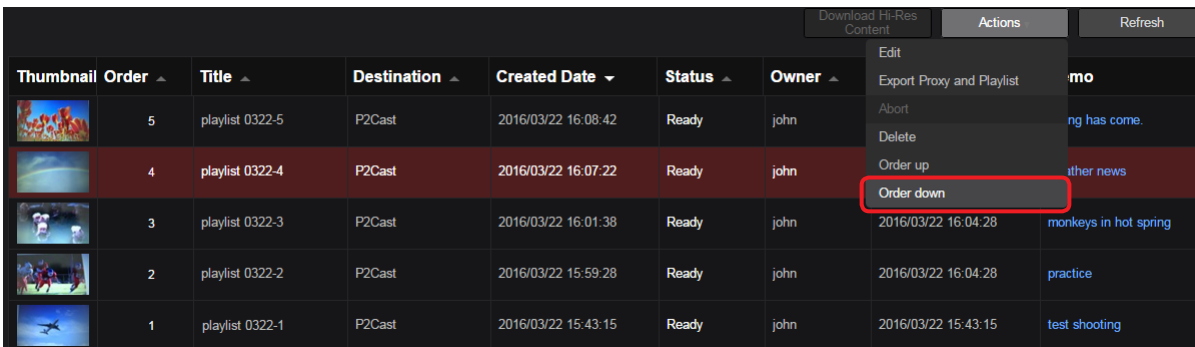 Download Hi-Res
Content
Actions
Refresh
Thumbnail Order Title Destination Created Date Status Owner emo
Edit
Export Proxy and Playlist
Abort
Delete
Order up
Order down
5 playlist 0322-5 P2Cast 2016/03/22 16:08:42 Ready john ng has come.
4 playlist 0322-4 P2Cast 2016/03/22 16:07:22 Ready john ather news
3 playlist 0322-3 P2Cast 2016/03/22 16:01:38 Ready john 2016/03/22 16:04:28 monkeys in hot spring
2 playlist 0322-2 P2Cast 2016/03/22 15:59:28 Ready john 2016/03/22 16:04:28 practice
1 playlist 0322-1 P2Cast 2016/03/22 15:43:15 Ready john 2016/03/22 15:43:15 test shooting